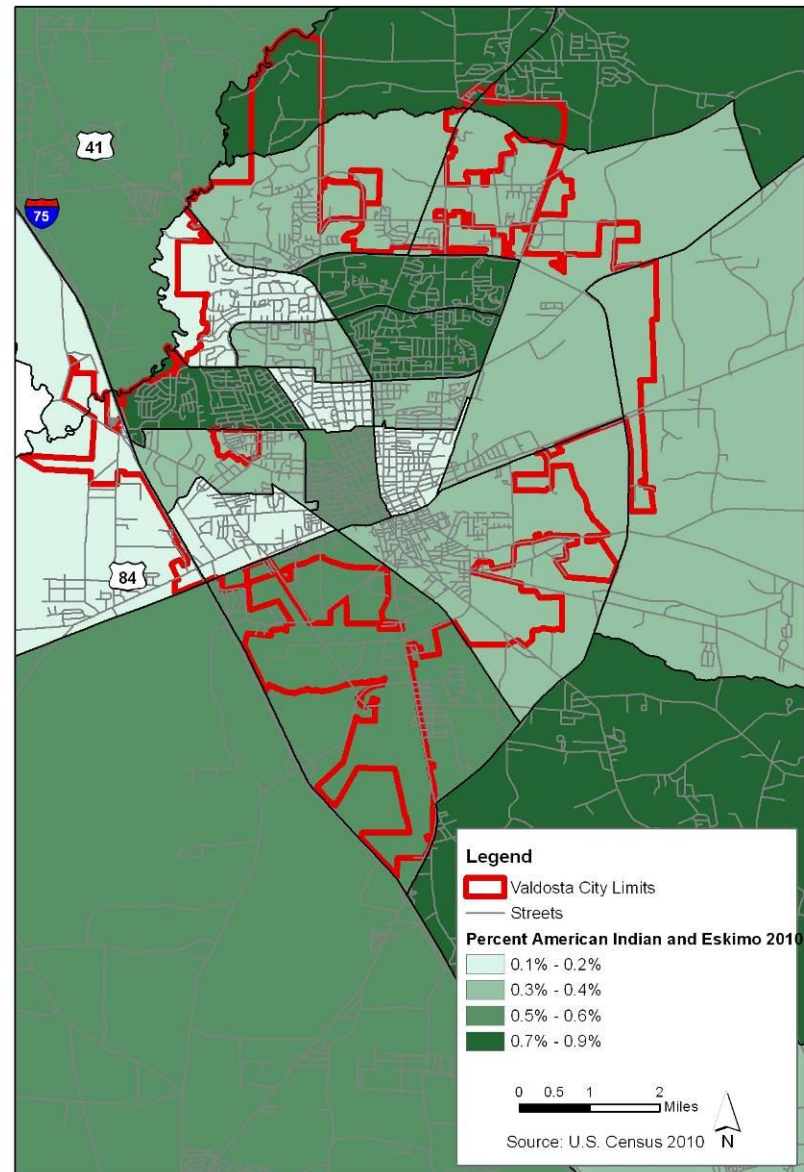 41
75
84
Legend
Valdosta City Limits
Streets
Percent American Indian and Eskimo 2010
0.1% - 0.2%
0.3% - 0.4%
0.5% - 0.6%
0.7% - 0.9%
0 0.5 1 2
Miles
Source: U.S. Census 2010
N